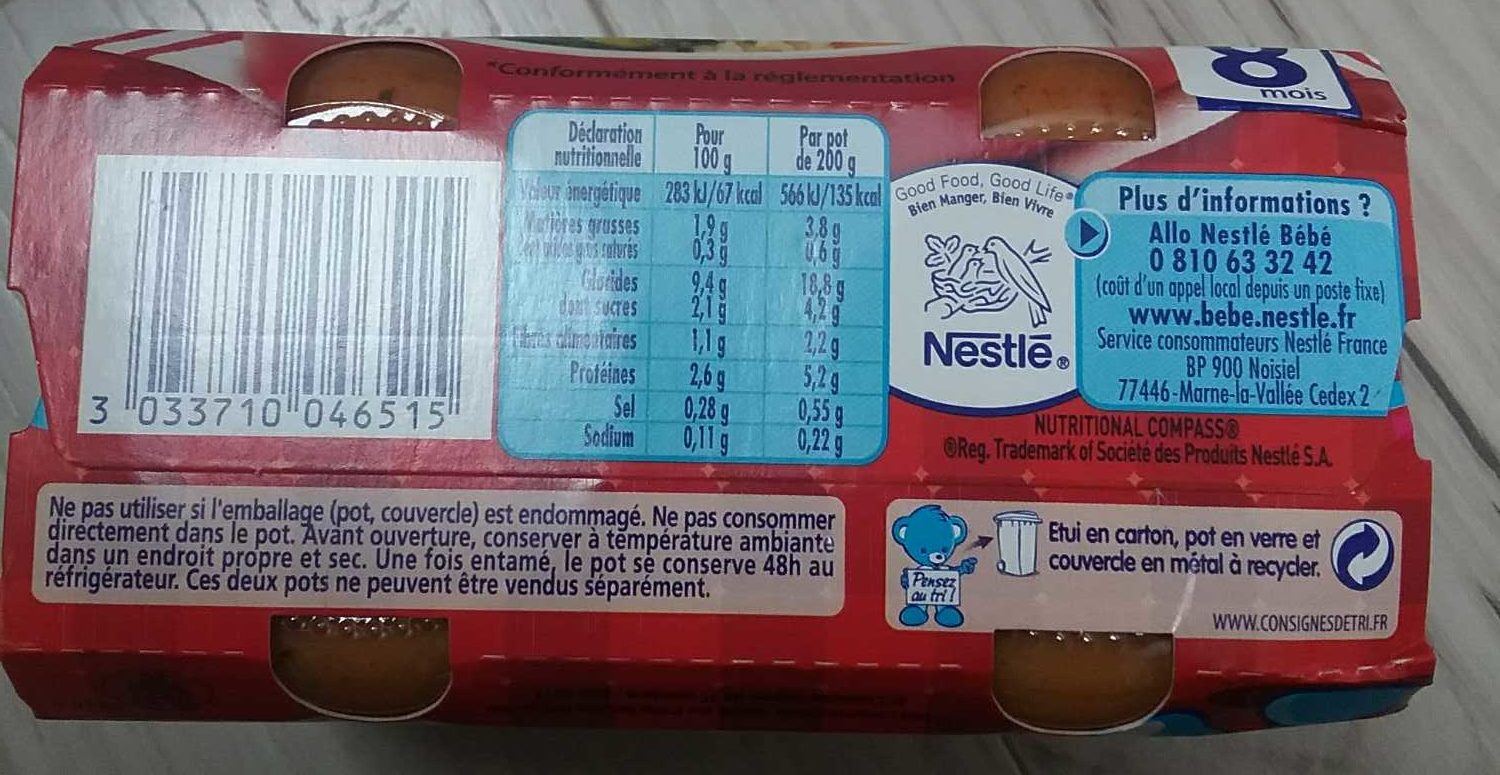 *Conformément à la réglementation
8
mois
Déclaration nutritionnelle Pour 100 g Par pot de 200 g
Valeur énergétique 283 kJ/67 kcal 566 kJ/135 kcal
Matières grasses 1,9 g 3,8 g
0,3 g 0,6 g
Glucides 9,4 g 18,8 g
dont sucres 2,1 g 4,2 g
Fibres alimentaires 1,1 g 2,2 g
Protéines 2,6 g 5,2 g
Sel 0,28 g 0,55 g
Sodium 0,11 g 0,22 g
3 033710 046515
Good Food, Good Life®
Bien Manger, Bien Vivre
Nestlé®
Plus d'informations ?
Allo Nestlé Bébé
0 810 63 32 42
(coût d'un appel local depuis un poste fixe)
www.bebe.nestle.fr
Service consommateurs Nestlé France
BP 900 Noisiel
77446-Marne-la-Vallée Cedex 2
NUTRITIONAL COMPASS®
®Reg. Trademark of Société des Produits Nestlé S.A.
Ne pas utiliser si l'emballage (pot, couvercle) est endommagé. Ne pas consommer
directement dans le pot. Avant ouverture, conserver à température ambiante
dans un endroit propre et sec. Une fois entamé, le pot se conserve 48h au
réfrigérateur. Ces deux pots ne peuvent être vendus séparément.
Pensez
au tri !
Etui en carton, pot en verre et
couvercle en métal à recycler.
WWW.CONSIGNESDETRI.FR